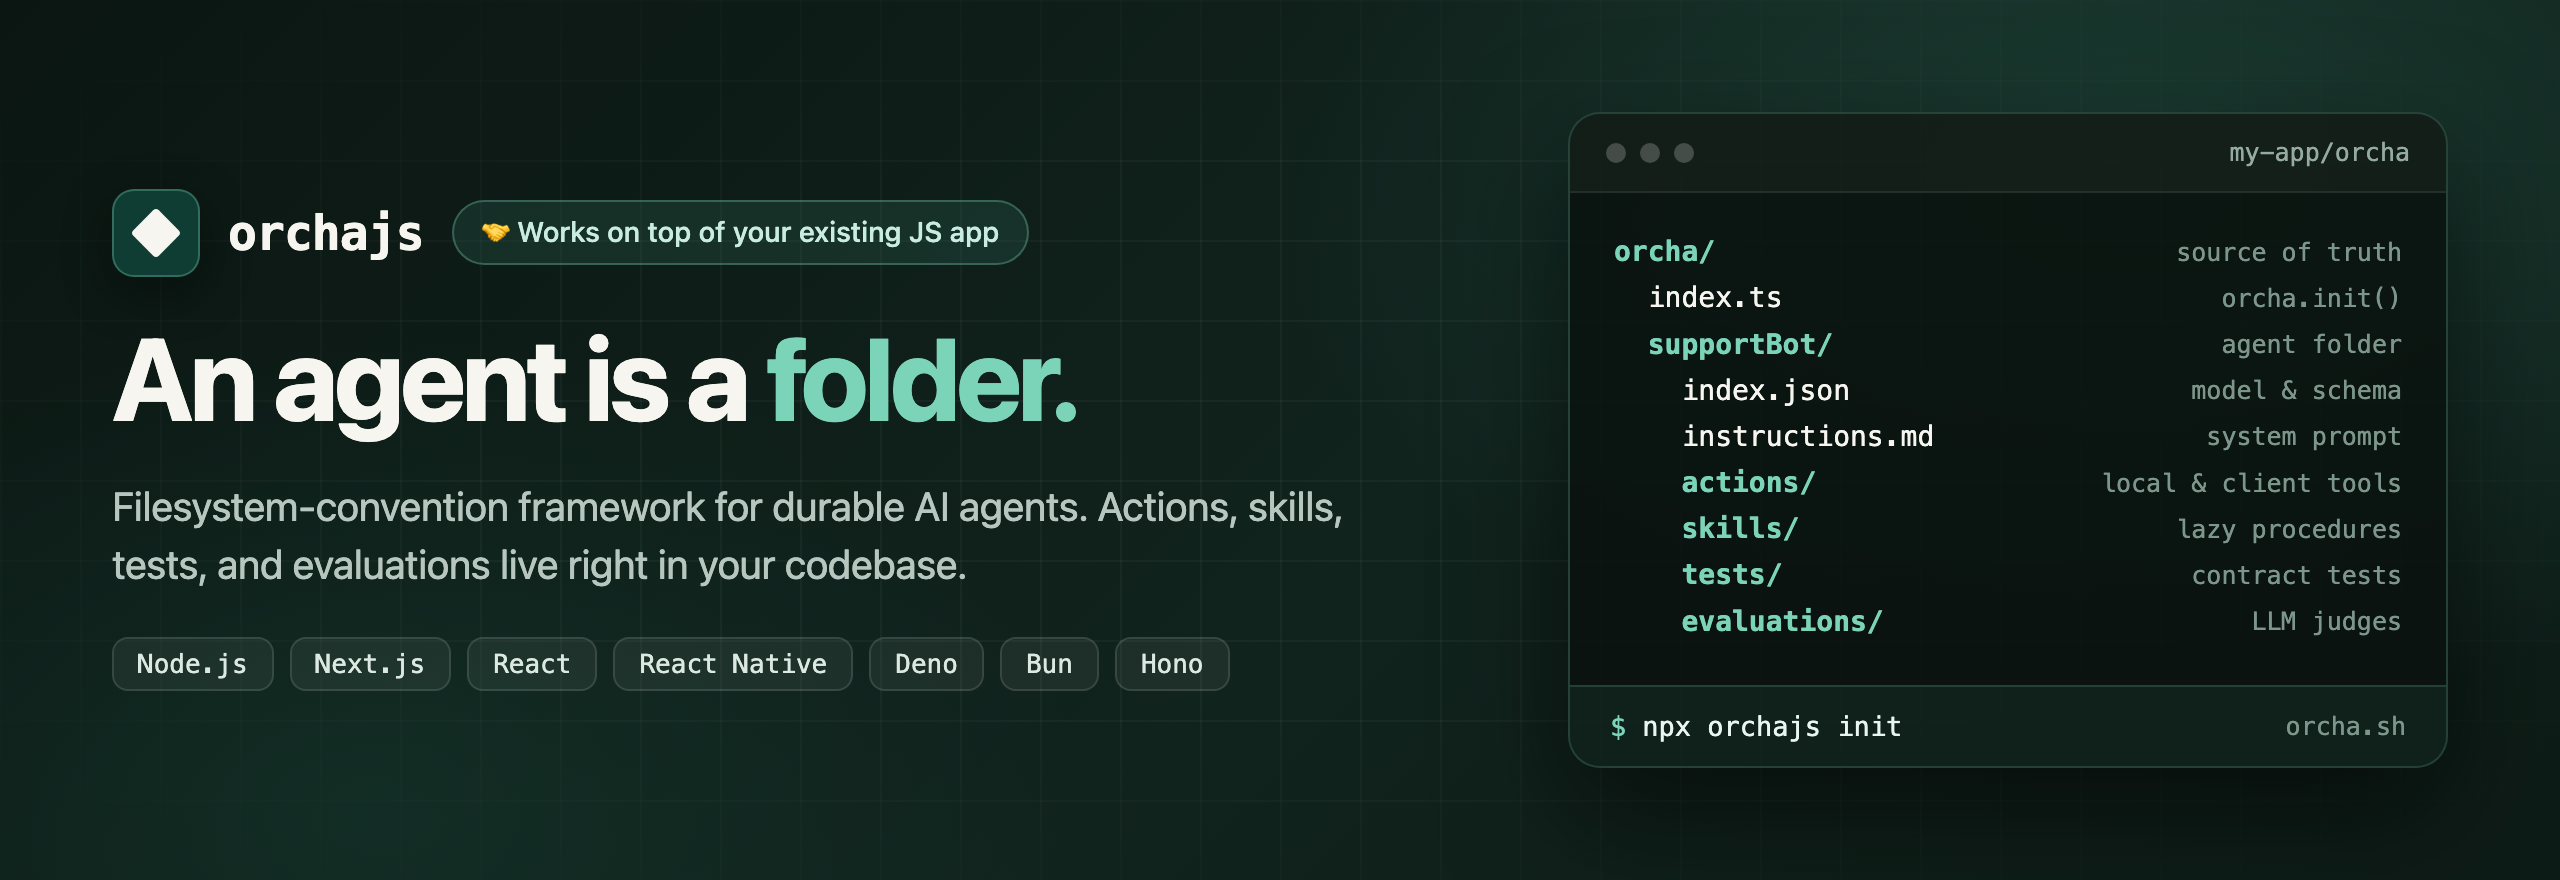 orchajs
🤝 Works on top of your existing JS app
An agent is a folder.
Filesystem-convention framework for durable AI agents. Actions, skills,
tests, and evaluations live right in your codebase.
Node.js Next.js React React Native Deno Bun Hono
my-app/orcha
orcha/ source of truth
index.ts orcha.init()
supportBot/ agent folder
index.json model & schema
instructions.md system prompt
actions/ local & client tools
skills/ lazy procedures
tests/ contract tests
evaluations/ LLM judges
$ npx orchajs init orcha.sh